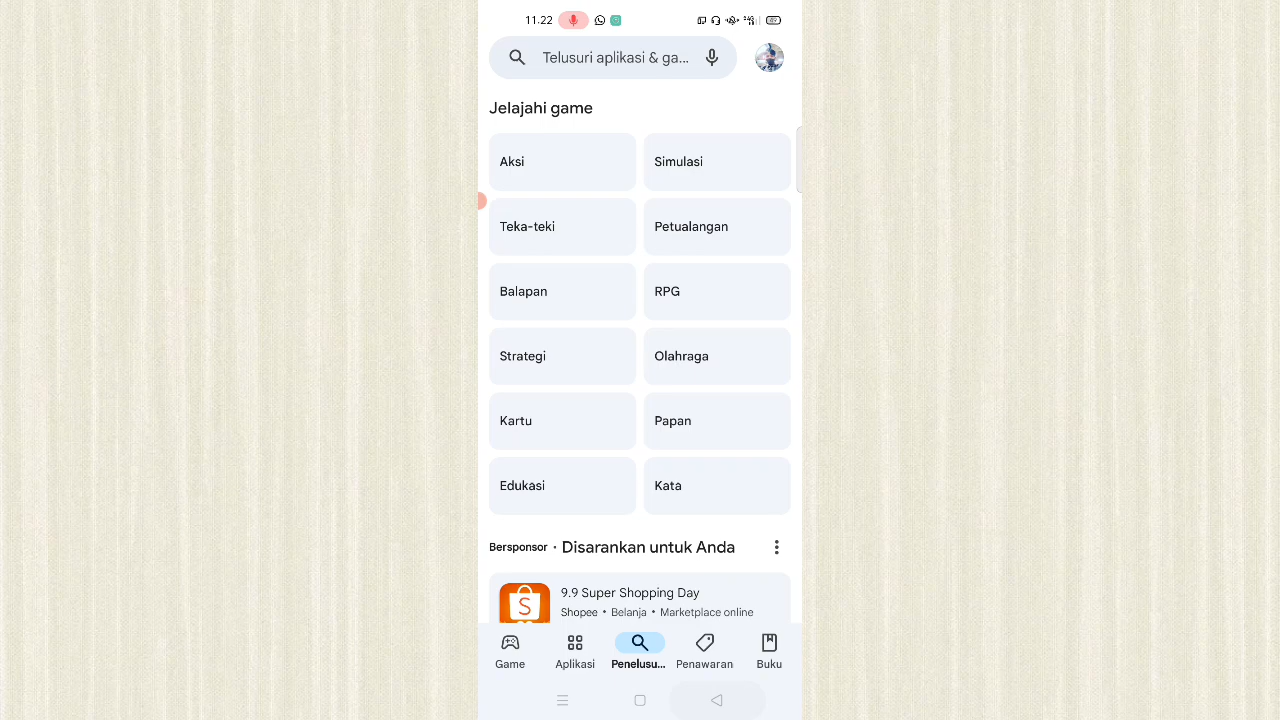 11.22
Telusuri aplikasi & ga...
Jelajahi game
Aksi
Simulasi
Teka-teki
Petualangan
Balapan
RPG
Strategi
Olahraga
Kartu
Papan
Edukasi
Kata
Bersponsor • Disarankan untuk Anda
9.9 Super Shopping Day
Shopee • Belanja • Marketplace online
Game
Aplikasi
Penelusu...
Penawaran
Buku